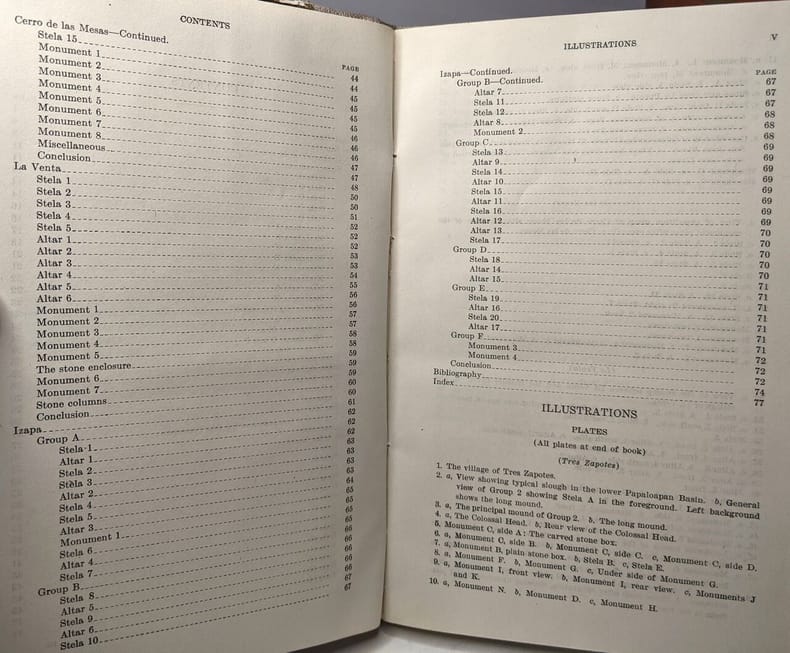 CONTENTS
Cerro de las Mesas—Continued.
PAGE
Stela 15 44
Monument 1 44
Monument 2 45
Monument 3 45
Monument 4 45
Monument 5 45
Monument 6 46
Monument 7 46
Monument 8 46
Miscellaneous 47
Conclusion 47
La Venta 48
Stela 1 50
Stela 2 50
Stela 3 51
Stela 4 52
Stela 5 52
Altar 1 52
Altar 2 53
Altar 3 53
Altar 4 54
Altar 5 55
Altar 6 56
Monument 1 56
Monument 2 57
Monument 3 57
Monument 4 58
Monument 5 58
The stone enclosure 59
Monument 6 59
Monument 7 59
Stone columns 60
Conclusion 60
Izapa 61
Group A 62
Stela 1 62
Altar 1 62
Stela 2 63
Stela 3 63
Altar 2 63
Stela 4 63
Stela 5 64
Altar 3 65
Monument 1 65
Stela 6 65
Altar 4 66
Stela 7 66
Group B 66
Stela 8 66
Altar 5 66
Stela 9 66
Altar 6 67
Stela 10 67
ILLUSTRATIONS V
Izapa—Continued.
PAGE
Group B—Continued.
Altar 7 67
Stela 11 67
Stela 12 67
Altar 8 68
Monument 2 68
Group C 68
Stela 13 69
Altar 9 69
Stela 14 69
Altar 10 69
Stela 15 69
Altar 11 69
Stela 16 69
Altar 12 69
Altar 13 70
Stela 17 70
Group D 70
Stela 18 70
Altar 14 70
Altar 15 71
Group E 71
Stela 19 71
Altar 16 71
Stela 20 71
Altar 17 71
Group F 71
Monument 3 72
Monument 4 72
Conclusion 72
Bibliography 74
Index 77
ILLUSTRATIONS
PLATES
(All plates at end of book)
(Tres Zapotes)
1. The village of Tres Zapotes.
2. a, View showing typical slough in the lower Papaloapan Basin. b, General
view of Group 2 showing Stela A in the foreground. Left background
shows the long mound.
3. a, The principal mound of Group 2. b, The long mound.
4. a, The Colossal Head. b, Rear view of the Colossal Head.
5. Monument C, side A: The carved stone box.
6. a, Monument C, side B. b, Monument C, side C. c, Monument C, side D.
7. a, Monument B, plain stone box. b, Stela B. c, Stela E.
8. a, Monument F. b, Monument G. c, Under side of Monument G.
9. a, Monument I, front view. b, Monument I, rear view. c, Monuments J
and K.
10. a, Monument N. b, Monument D. c, Monument H.